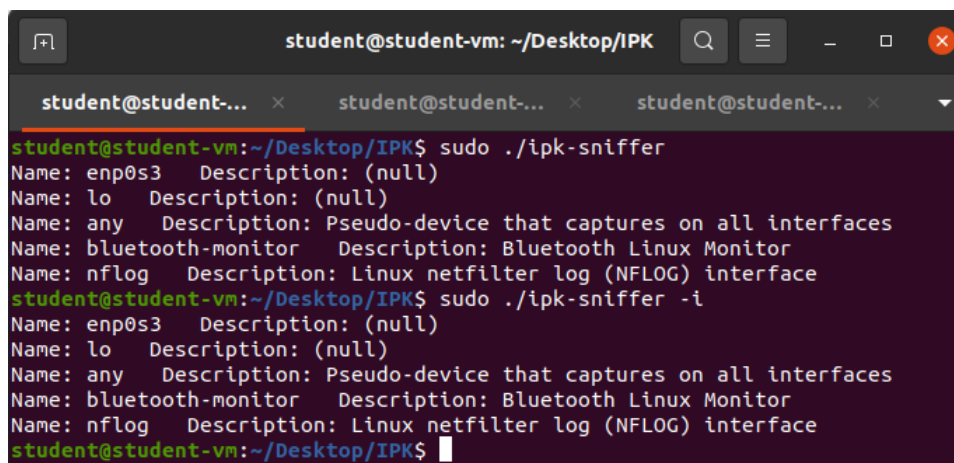 student@student-vm: ~/Desktop/IPK
student@student-... student@student-... student@student-...
student@student-vm:~/Desktop/IPK$ sudo ./ipk-sniffer
Name: enp0s3   Description: (null)
Name: lo   Description: (null)
Name: any   Description: Pseudo-device that captures on all interfaces
Name: bluetooth-monitor   Description: Bluetooth Linux Monitor
Name: nflog   Description: Linux netfilter log (NFLOG) interface
student@student-vm:~/Desktop/IPK$ sudo ./ipk-sniffer -i
Name: enp0s3   Description: (null)
Name: lo   Description: (null)
Name: any   Description: Pseudo-device that captures on all interfaces
Name: bluetooth-monitor   Description: Bluetooth Linux Monitor
Name: nflog   Description: Linux netfilter log (NFLOG) interface
student@student-vm:~/Desktop/IPK$